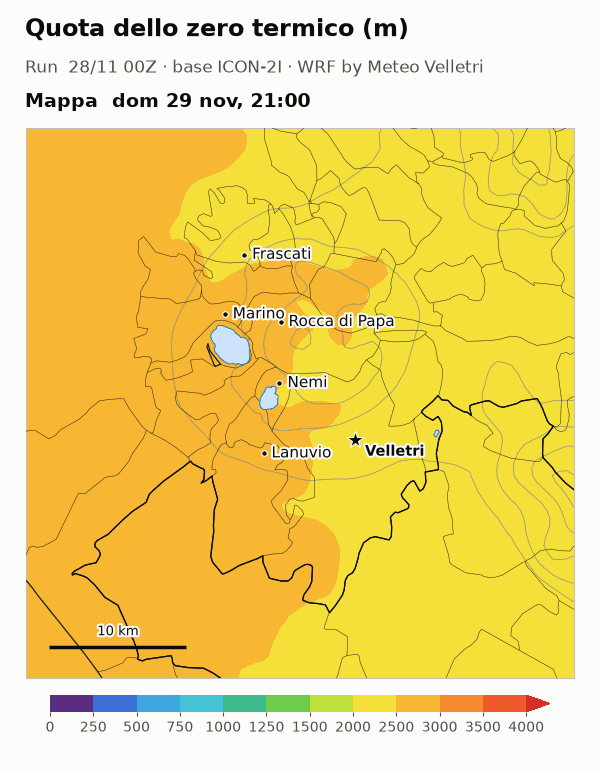 Quota dello zero termico (m)
Run 28/11 00Z · base ICON-2I · WRF by Meteo Velletri
Mappa dom 29 nov, 21:00
Frascati
Marino
Rocca di Papa
Nemi
Velletri
Lanuvio
10 km
0 250 500 750 1000 1250 1500 2000 2500 3000 3500 4000